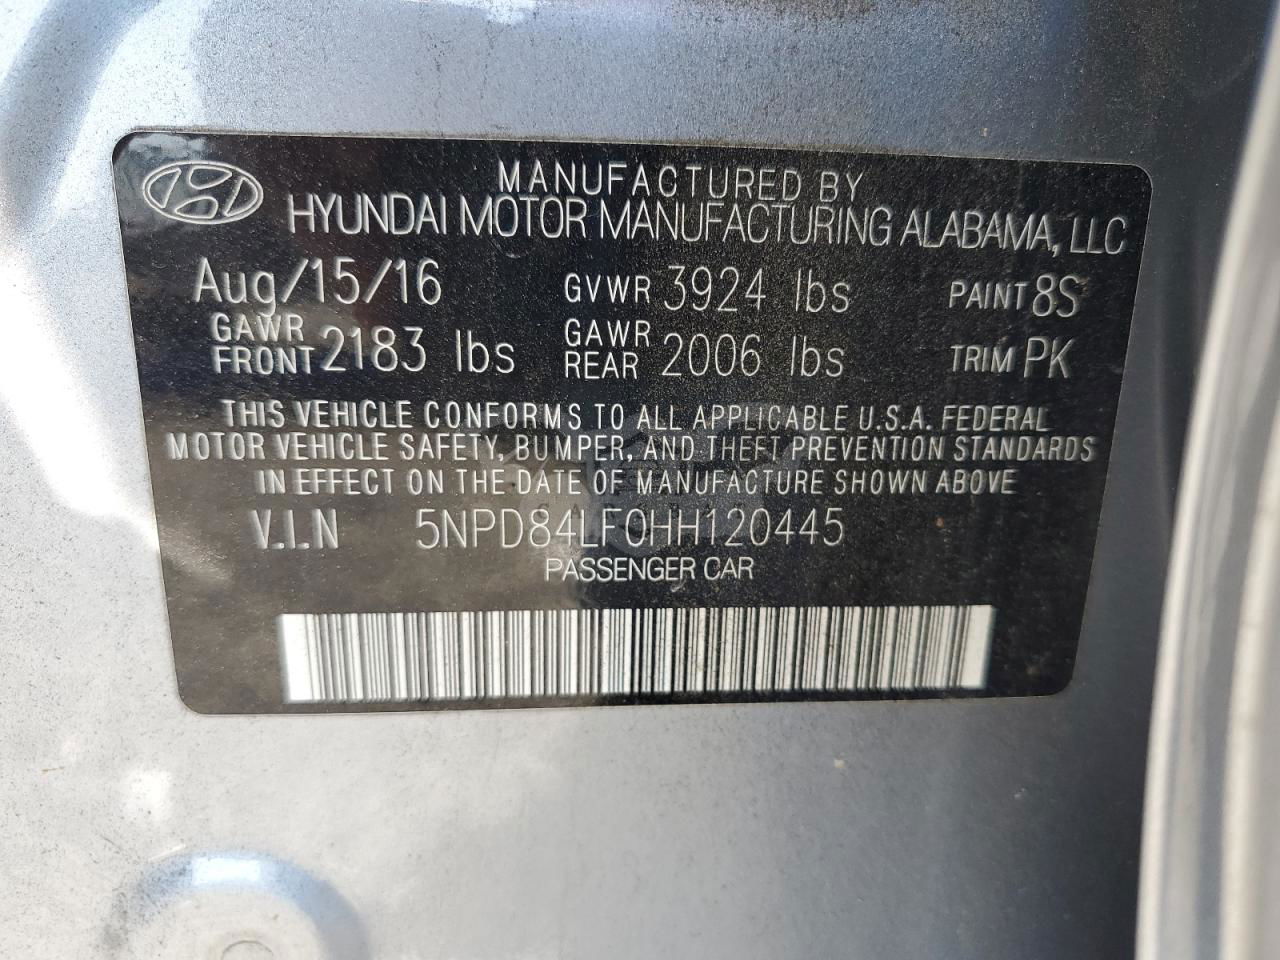 MANUFACTURED BY
HYUNDAI MOTOR MANUFACTURING ALABAMA, LLC
Aug/15/16 GVWR 3924 lbs PAINT 8S
GAWR FRONT 2183 lbs GAWR REAR 2006 lbs TRIM PK
THIS VEHICLE CONFORMS TO ALL APPLICABLE U.S.A. FEDERAL
MOTOR VEHICLE SAFETY, BUMPER, AND THEFT PREVENTION STANDARDS
IN EFFECT ON THE DATE OF MANUFACTURE SHOWN ABOVE
V.I.N 5NPD84LF0HH120445
PASSENGER CAR